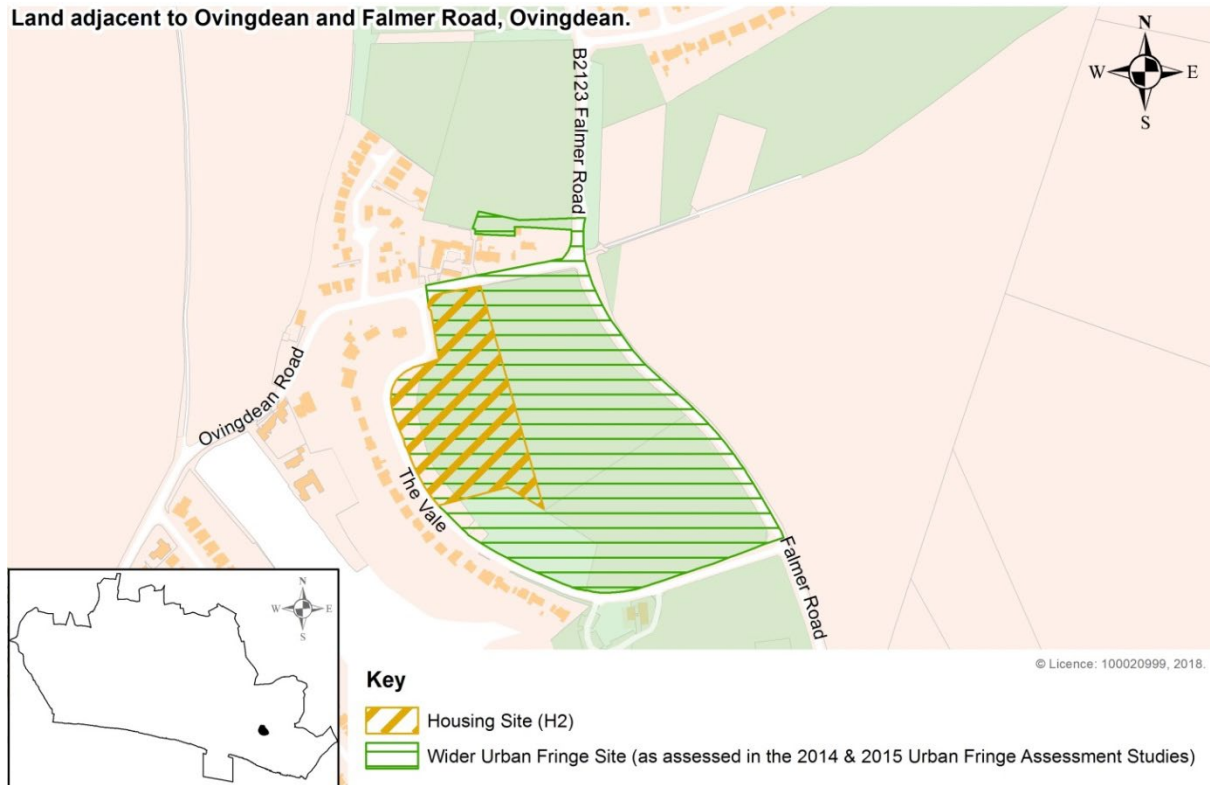 Land adjacent to Ovingdean and Falmer Road, Ovingdean.
B2123 Falmer Road
N
W E
S
Ovingdean Road
The Vale
Falmer Road
N
W E
S
© Licence: 100020999, 2018.
Key
Housing Site (H2)
Wider Urban Fringe Site (as assessed in the 2014 & 2015 Urban Fringe Assessment Studies)